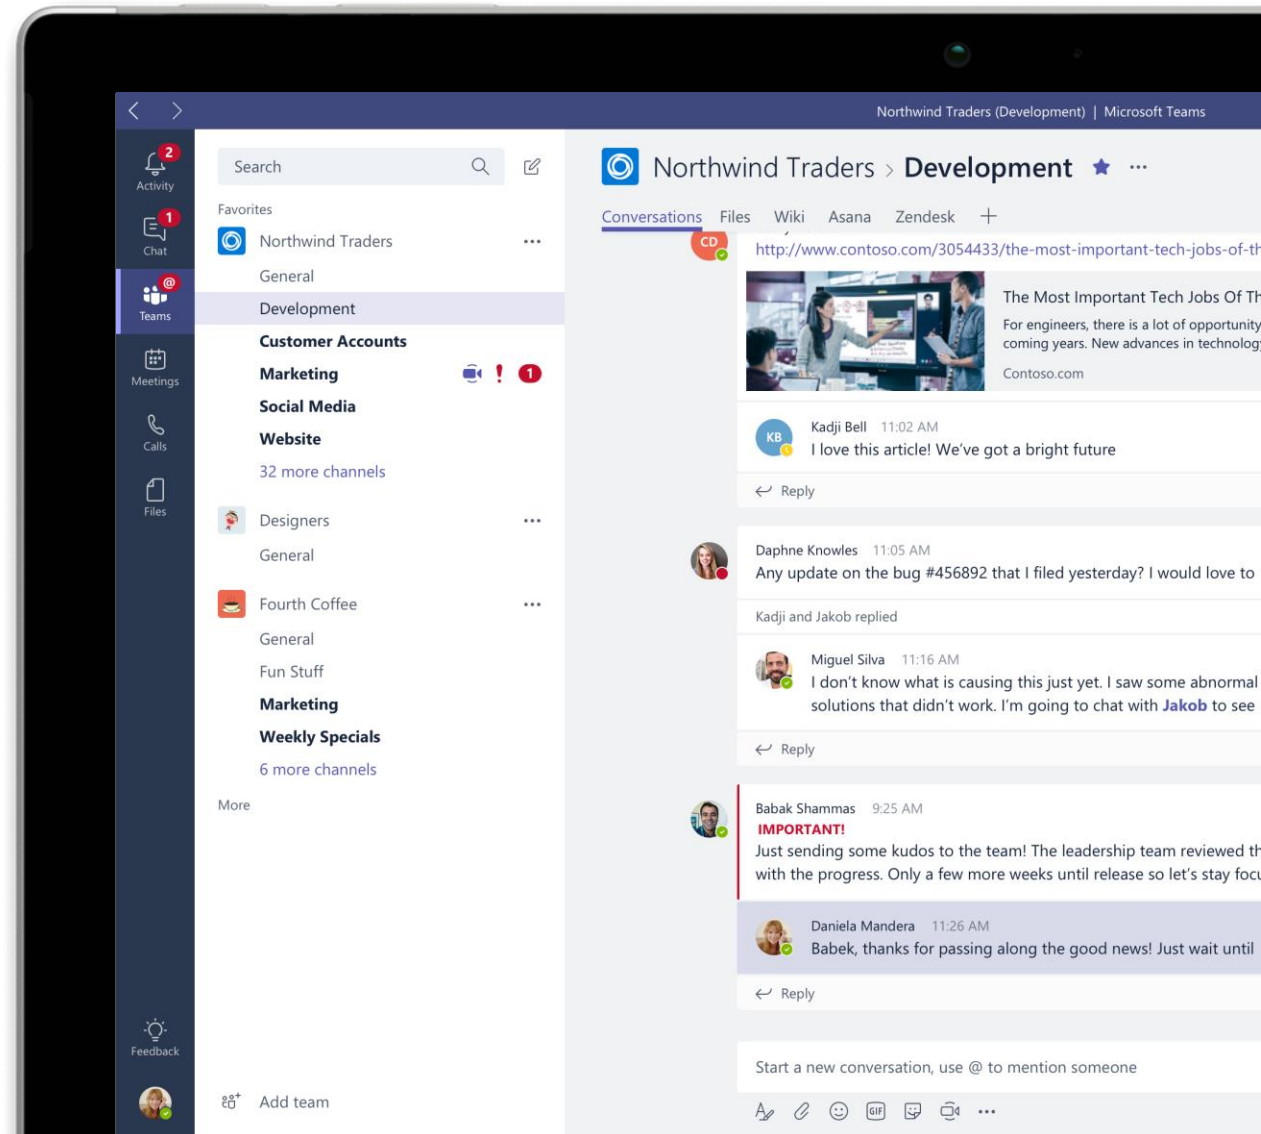 Northwind Traders (Development) | Microsoft Teams
2
Activity
1
Chat
@
Teams
Meetings
Calls
Files
Feedback
Search
Favorites
Northwind Traders
General
Development
Customer Accounts
Marketing ! 1
Social Media
Website
32 more channels
Designers
General
Fourth Coffee
General
Fun Stuff
Marketing
Weekly Specials
6 more channels
More
Add team
Northwind Traders > Development
Conversations Files Wiki Asana Zendesk
CD
http://www.contoso.com/3054433/the-most-important-tech-jobs-of-th
The Most Important Tech Jobs Of Th
For engineers, there is a lot of opportunity
coming years. New advances in technology
Contoso.com
KB
Kadji Bell 11:02 AM
I love this article! We've got a bright future
Reply
Daphne Knowles 11:05 AM
Any update on the bug #456892 that I filed yesterday? I would love to
Kadji and Jakob replied
Miguel Silva 11:16 AM
I don't know what is causing this just yet. I saw some abnormal
solutions that didn't work. I'm going to chat with Jakob to see
Reply
Babak Shammas 9:25 AM
IMPORTANT!
Just sending some kudos to the team! The leadership team reviewed th
with the progress. Only a few more weeks until release so let's stay focu
Daniela Mandera 11:26 AM
Babek, thanks for passing along the good news! Just wait until
Reply
Start a new conversation, use @ to mention someone
GIF